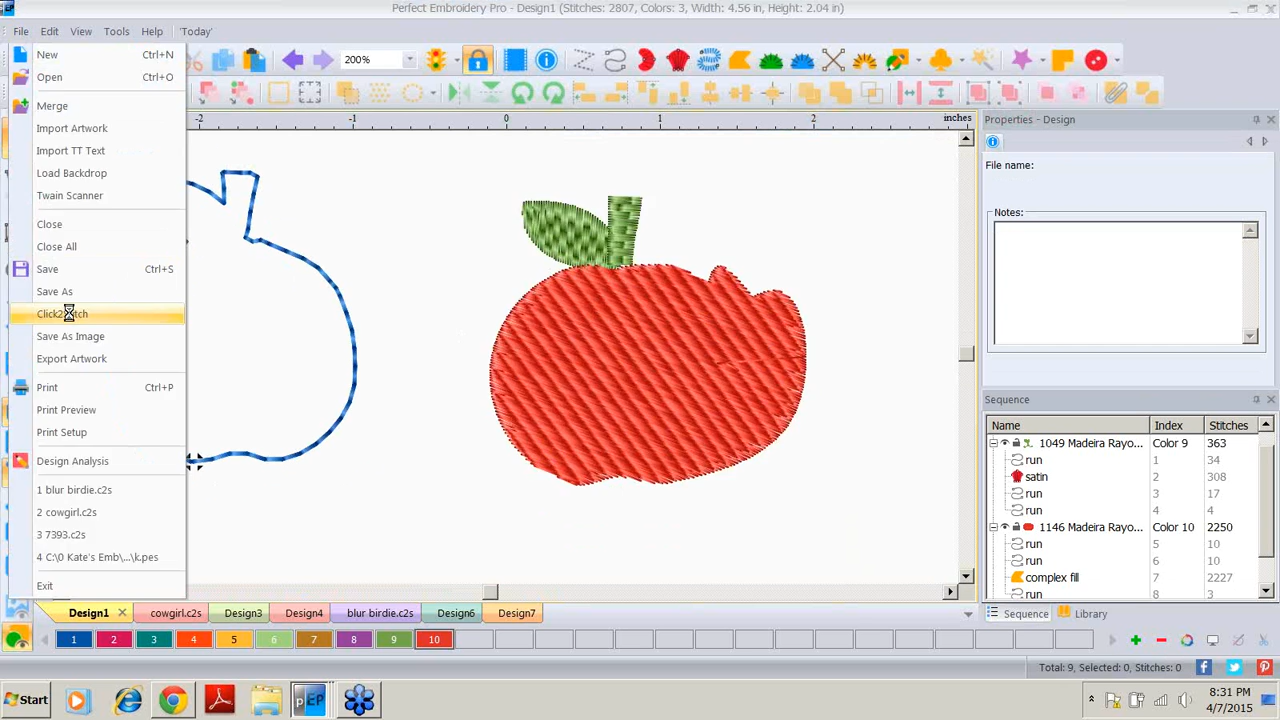 Perfect Embroidery Pro - Design1 (Stitches: 2807, Colors: 3, Width: 4.56 in, Height: 2.04 in)
File Edit View Tools Help 'Today'
New Ctrl+N
Open Ctrl+O
Merge
Import Artwork
Import TT Text
Load Backdrop
Twain Scanner
Close
Close All
Save Ctrl+S
Save As
Save As Image
Export Artwork
Print Ctrl+P
Print Preview
Print Setup
Design Analysis
1 blur birdie.c2s
2 cowgirl.c2s
3 7393.c2s
4 C:\0 Kate's Emb\...\k.pes
Exit
200%
-2 -1 0 1 2 inches
Properties - Design
File name:
Notes:
Sequence
Name Index Stitches
1049 Madeira Rayo... Color 9 363
run 1 34
satin 2 308
run 3 17
run 4 4
1146 Madeira Rayo... Color 10 2250
run 5 10
run 6 10
complex fill 7 2227
run 8 3
Sequence Library
Design1 cowgirl.c2s Design3 Design4 blur birdie.c2s Design6 Design7
1 2 3 4 5 6 7 8 9 10
Total: 9, Selected: 0, Stitches: 0
Start
pEP
8:31 PM
4/7/2015